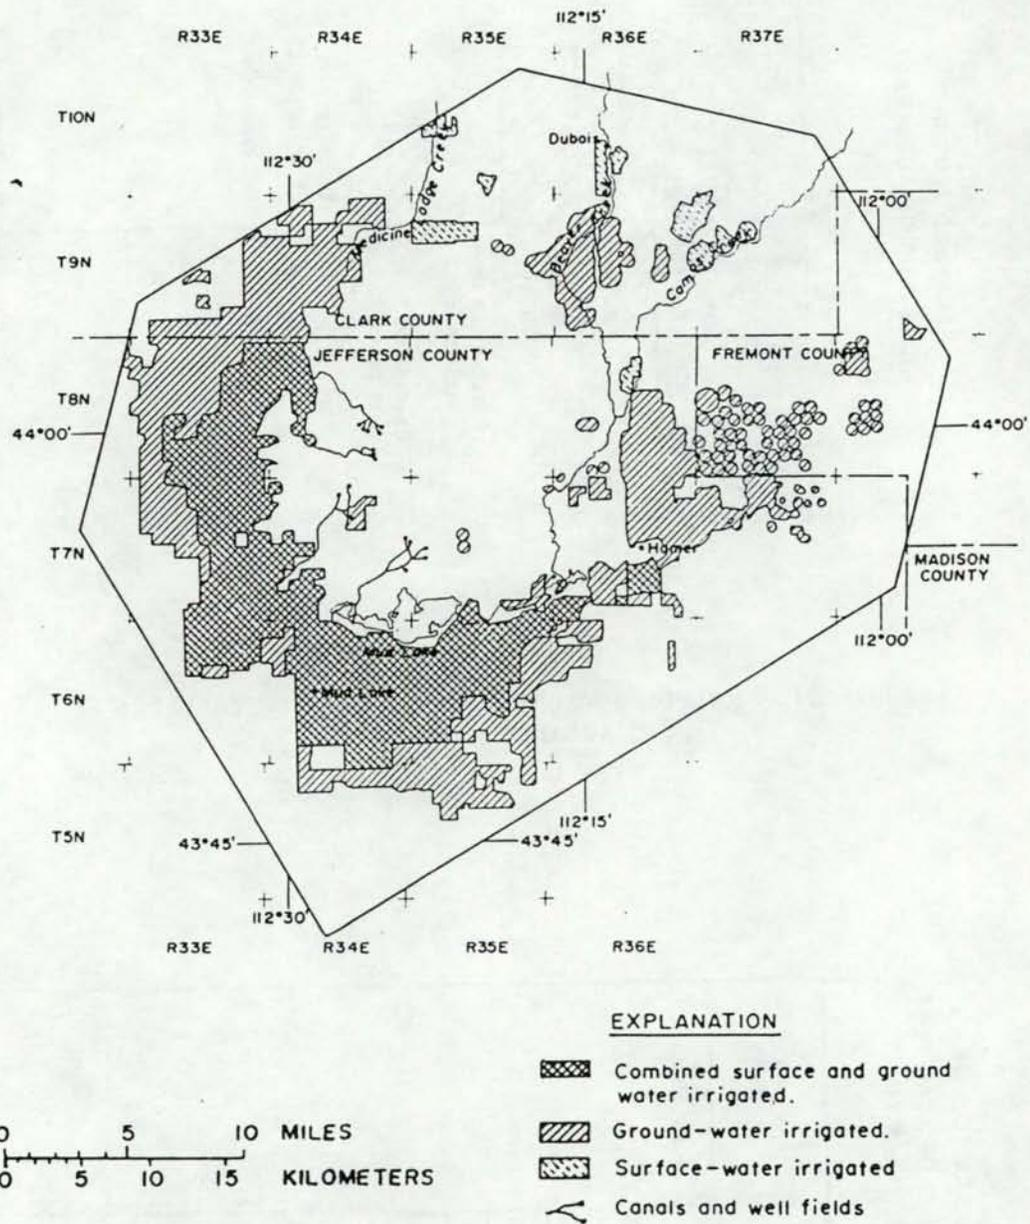 112°15'
R33E R34E R35E R36E R37E
T10N
Dubois
112°30'
Medicine Lodge Creek
Beaver Creek
Camas Creek
112°00'
T9N
CLARK COUNTY
JEFFERSON COUNTY
FREMONT COUNTY
T8N
44°00'
44°00'
T7N
Hamer
MADISON
COUNTY
112°00'
Mud Lake
T6N
Mud Lake
112°15'
T5N
43°45'
43°45'
112°30'
R33E R34E R35E R36E
EXPLANATION
Combined surface and ground
water irrigated.
0 5 10 MILES
Ground-water irrigated.
0 5 10 15 KILOMETERS
Surface-water irrigated
Canals and well fields